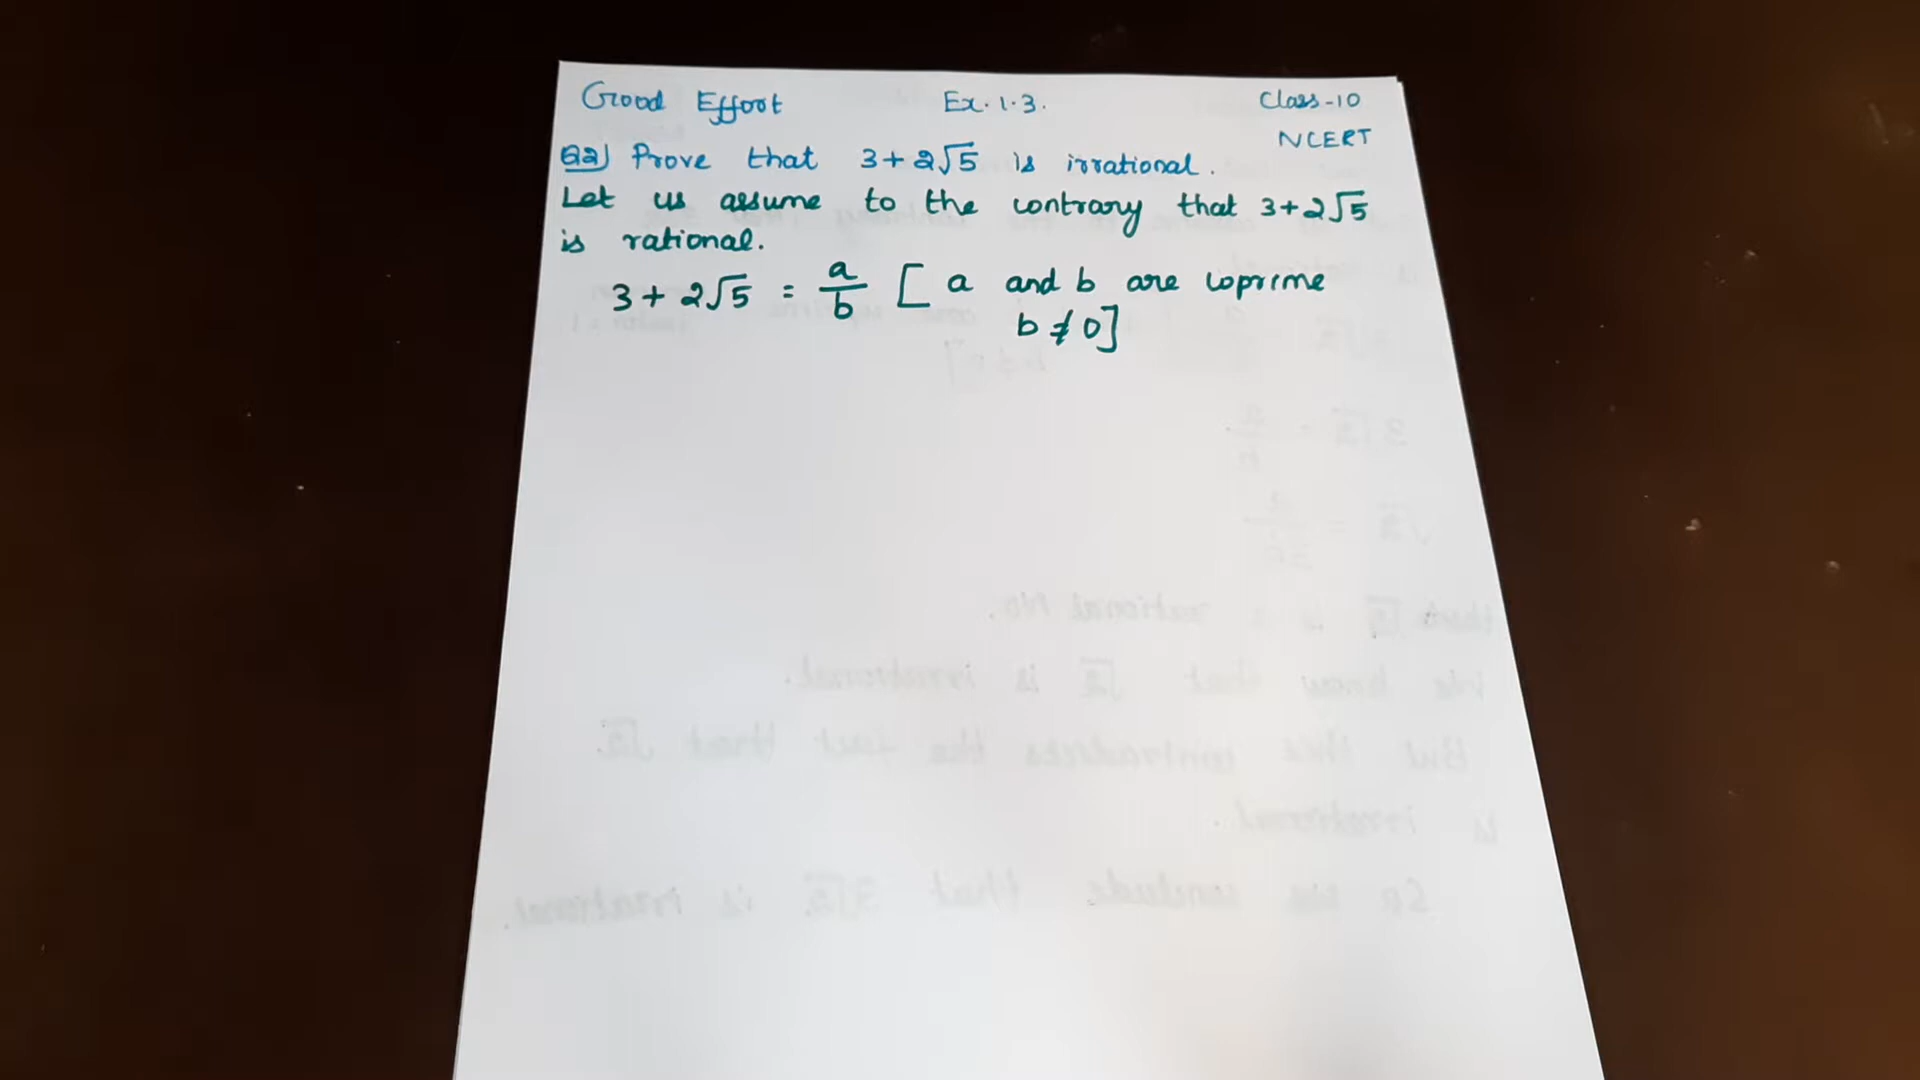 Good Effort Ex. 1.3. Class-10
NCERT
Q2) Prove that 3+2√5 is irrational.
Let us assume to the contrary that 3+2√5
is rational.
3+2√5 = a/b [ a and b are coprime
b ≠ 0]